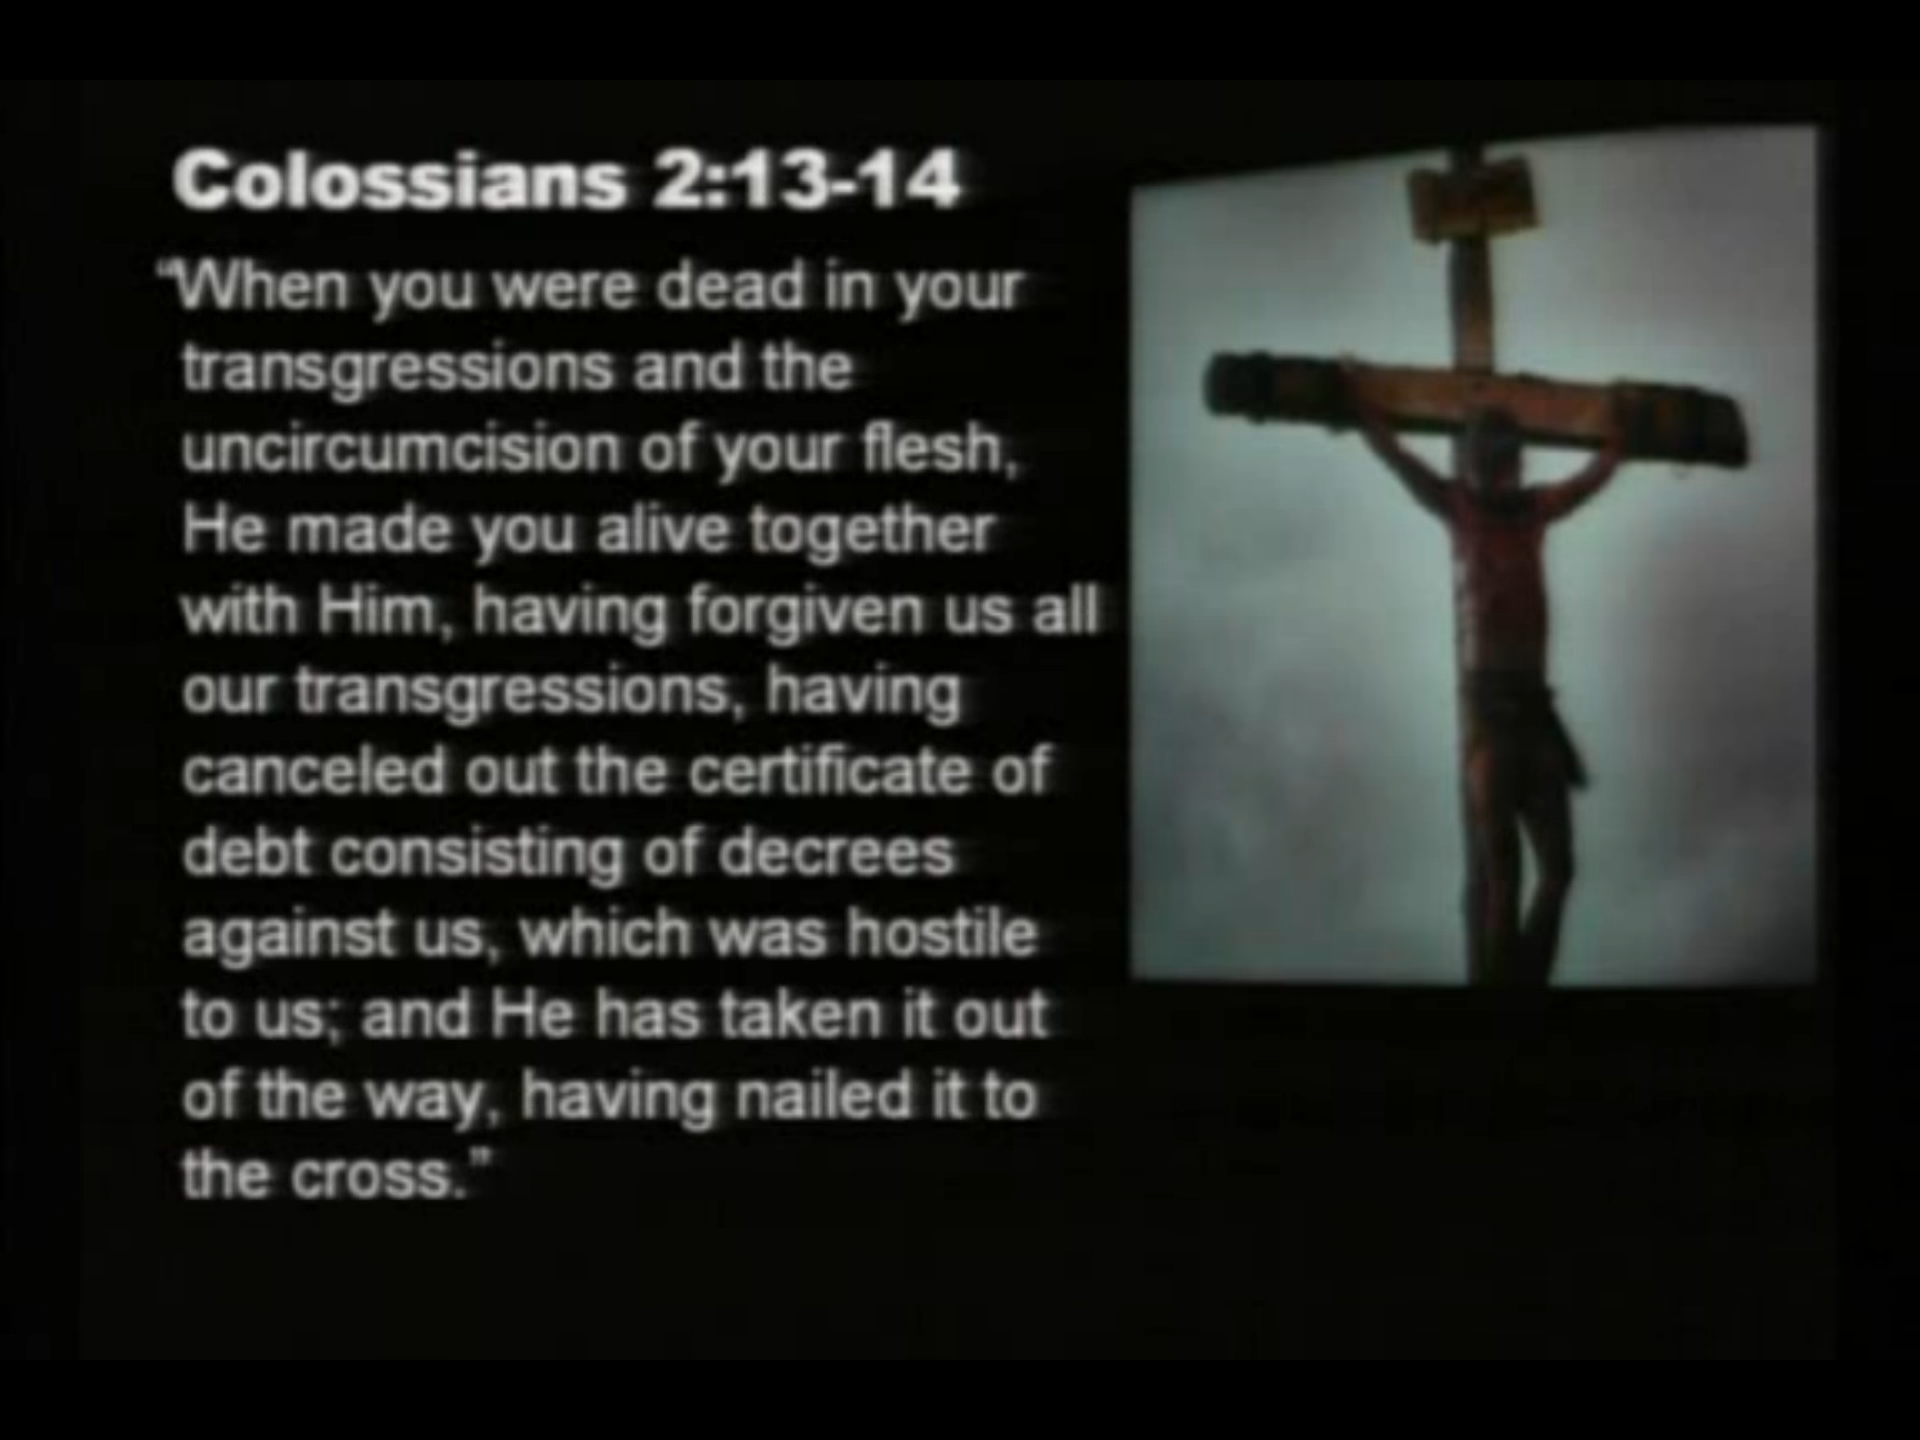 Colossians 2:13-14
“When you were dead in your
transgressions and the
uncircumcision of your flesh,
He made you alive together
with Him, having forgiven us all
our transgressions, having
canceled out the certificate of
debt consisting of decrees
against us, which was hostile
to us; and He has taken it out
of the way, having nailed it to
the cross.”